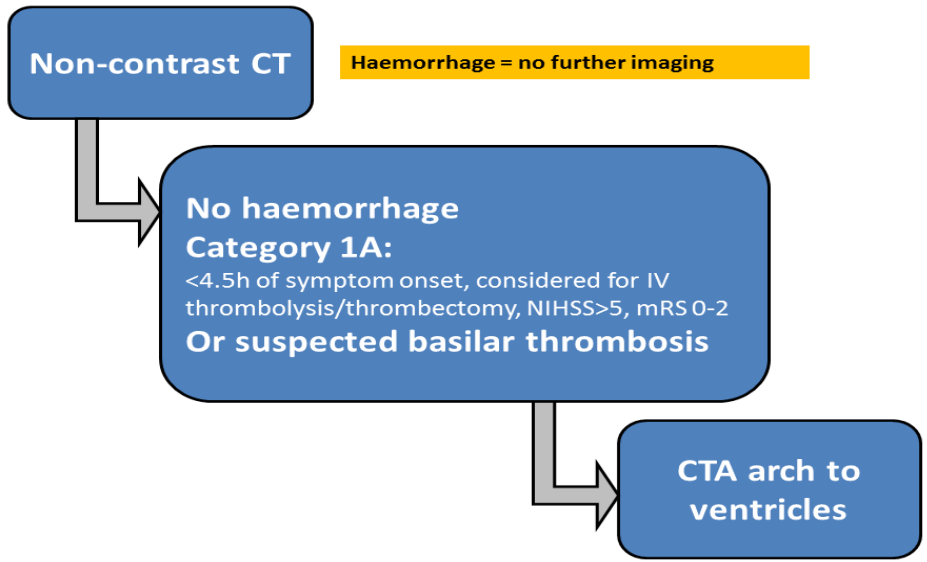 Non-contrast CT
Haemorrhage = no further imaging
No haemorrhage
Category 1A:
<4.5h of symptom onset, considered for IV
thrombolysis/thrombectomy, NIHSS>5, mRS 0-2
Or suspected basilar thrombosis
CTA arch to
ventricles